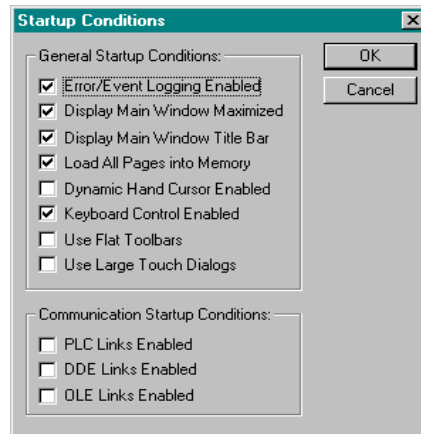 Startup Conditions
General Startup Conditions:
Error/Event Logging Enabled
Display Main Window Maximized
Display Main Window Title Bar
Load All Pages into Memory
Dynamic Hand Cursor Enabled
Keyboard Control Enabled
Use Flat Toolbars
Use Large Touch Dialogs
Communication Startup Conditions:
PLC Links Enabled
DDE Links Enabled
OLE Links Enabled
OK
Cancel